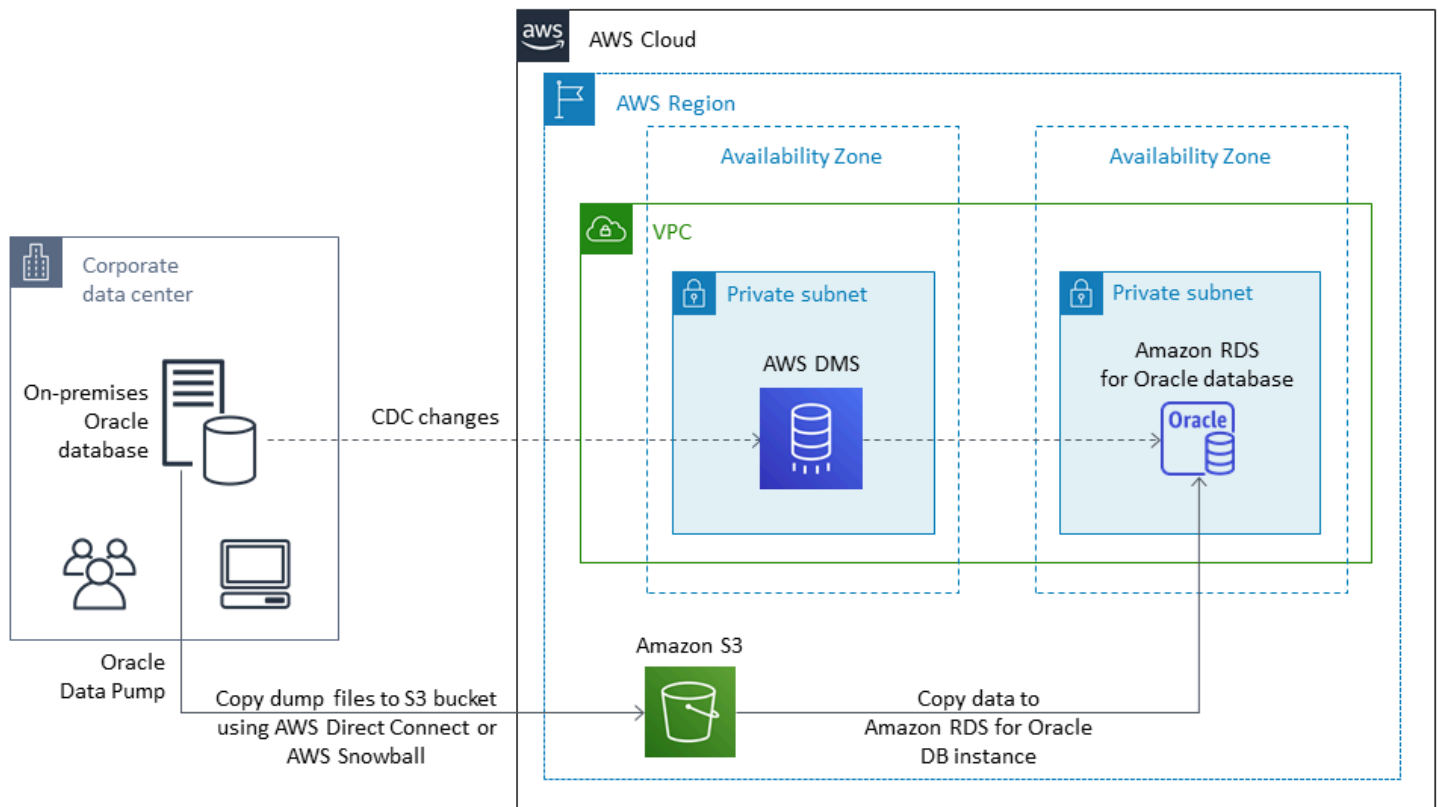 aws
AWS Cloud
AWS Region
Availability Zone
Availability Zone
VPC
Corporate
data center
Private subnet
Private subnet
On-premises
Oracle
database
CDC changes
AWS DMS
Amazon RDS
for Oracle database
Oracle
Oracle
Data Pump
Copy dump files to S3 bucket
using AWS Direct Connect or
AWS Snowball
Amazon S3
Copy data to
Amazon RDS for Oracle
DB instance